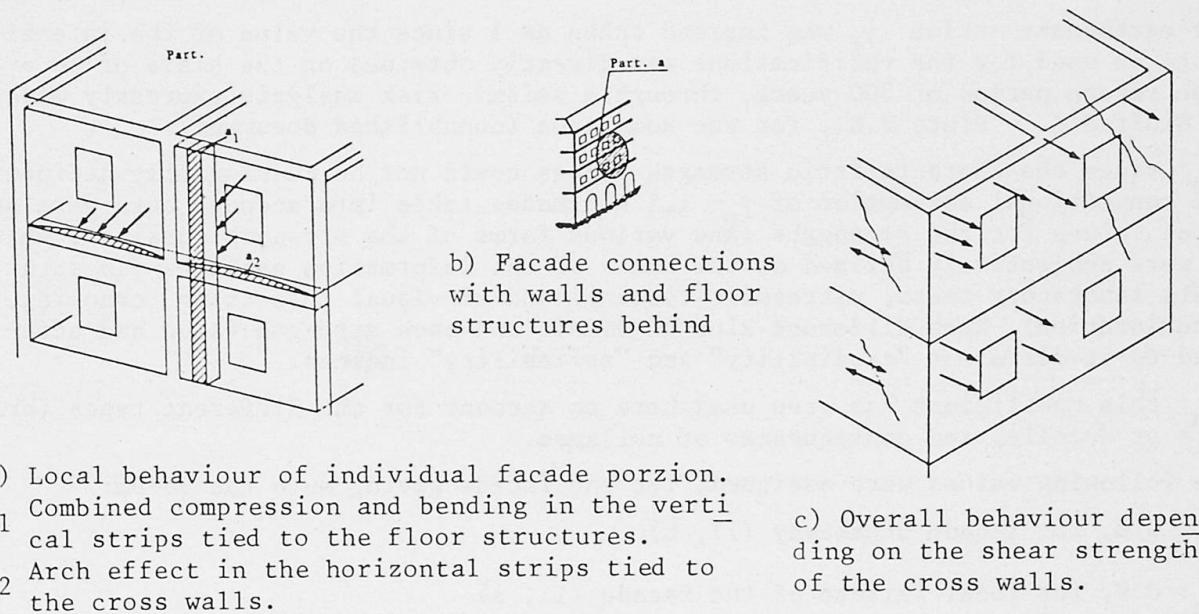 Part.
a1
a2
Part. a
b) Facade connections
with walls and floor
structures behind
) Local behaviour of individual facade porzion.
1 Combined compression and bending in the verti
cal strips tied to the floor structures.
2 Arch effect in the horizontal strips tied to
the cross walls.
c) Overall behaviour depen
ding on the shear strength
of the cross walls.